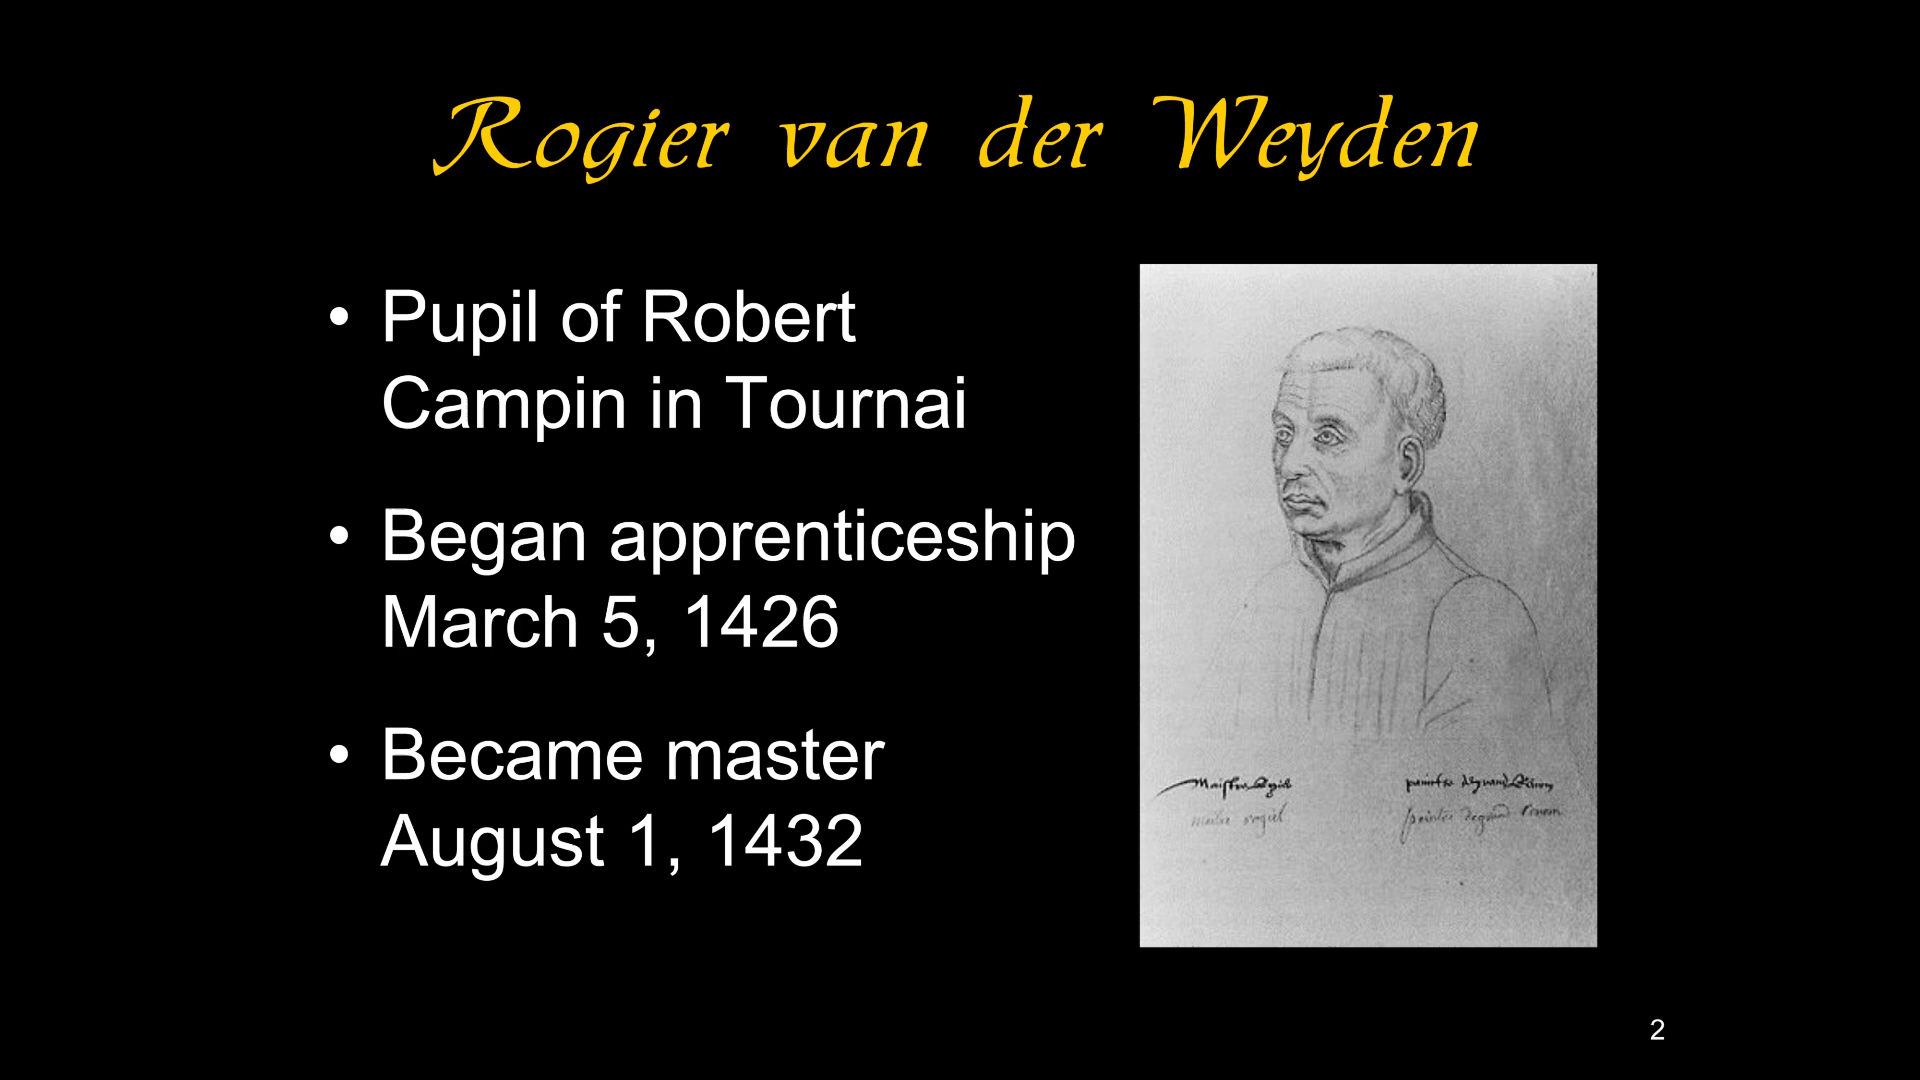 Rogier van der Weyden
• Pupil of Robert
Campin in Tournai
• Began apprenticeship
March 5, 1426
• Became master
August 1, 1432
2